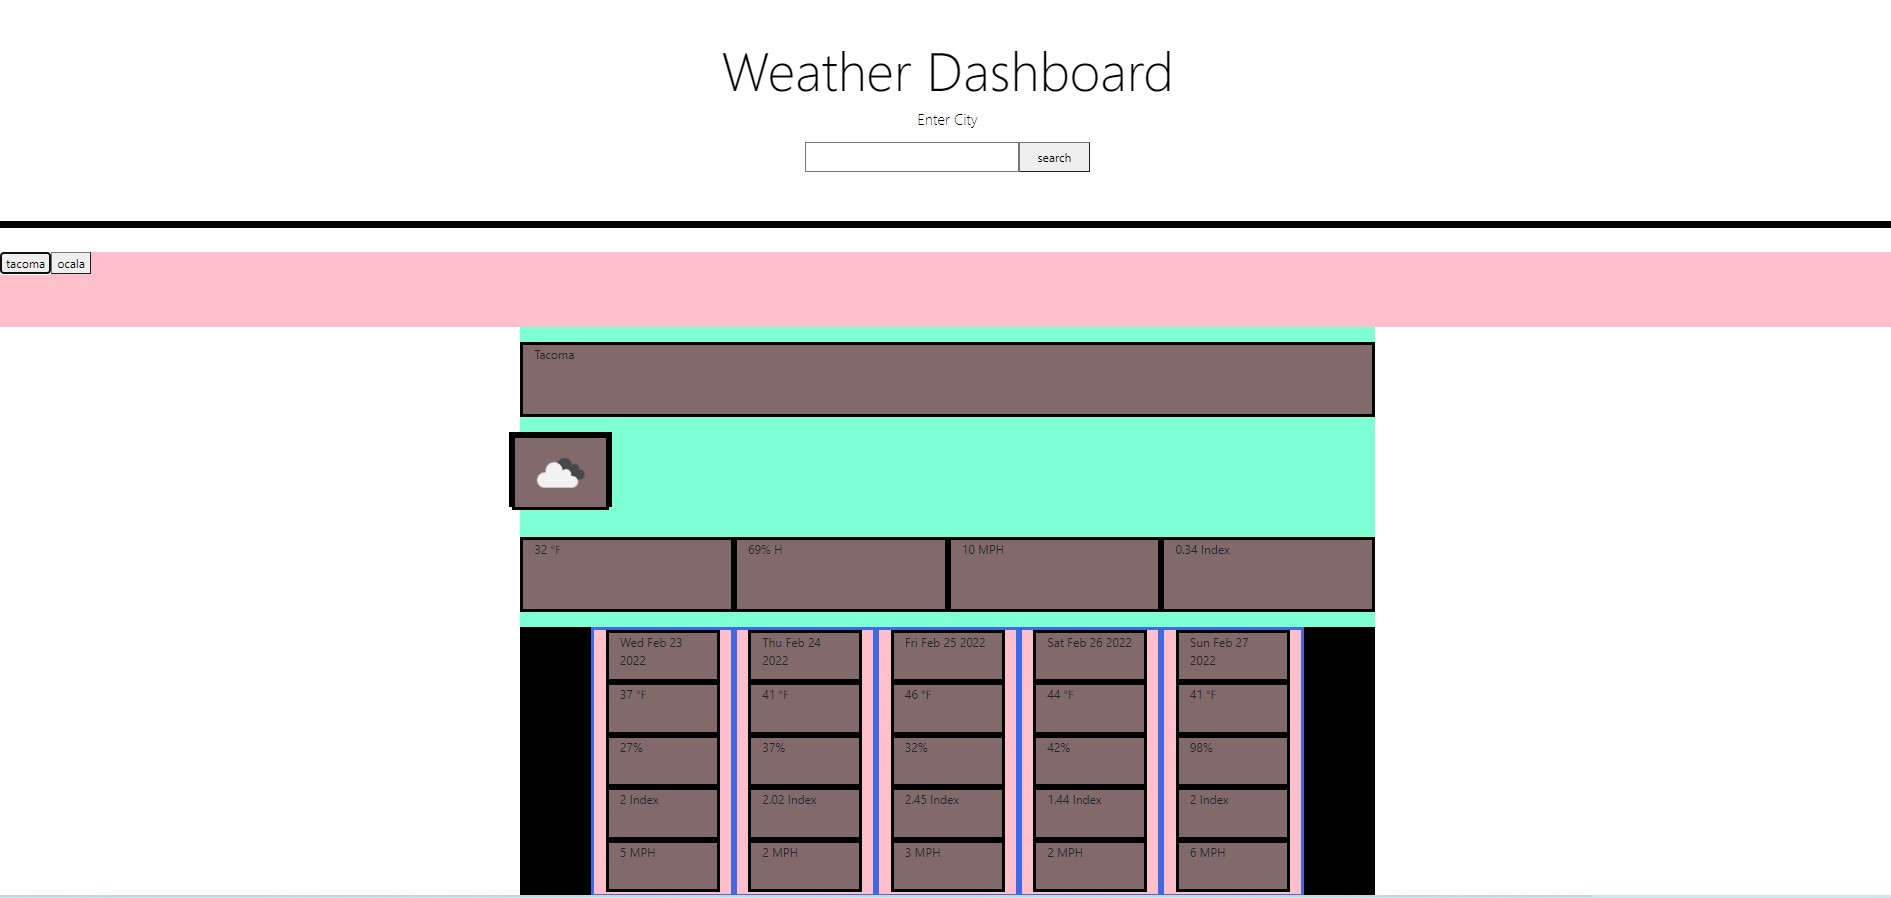 Weather Dashboard
Enter City
search
tacoma ocala
Tacoma
32 °F 69% H 10 MPH 0.34 Index
Wed Feb 23 2022
Thu Feb 24 2022
Fri Feb 25 2022
Sat Feb 26 2022
Sun Feb 27 2022
37 °F 41 °F 46 °F 44 °F 41 °F
27% 37% 32% 42% 98%
2 Index 2.02 Index 2.45 Index 1.44 Index 2 Index
5 MPH 2 MPH 3 MPH 2 MPH 6 MPH